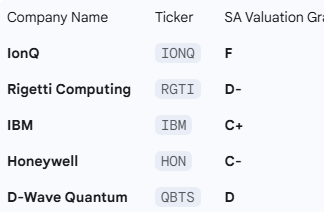 Company Name Ticker SA Valuation Gra
IonQ IONQ F
Rigetti Computing RGTI D-
IBM IBM C+
Honeywell HON C-
D-Wave Quantum QBTS D